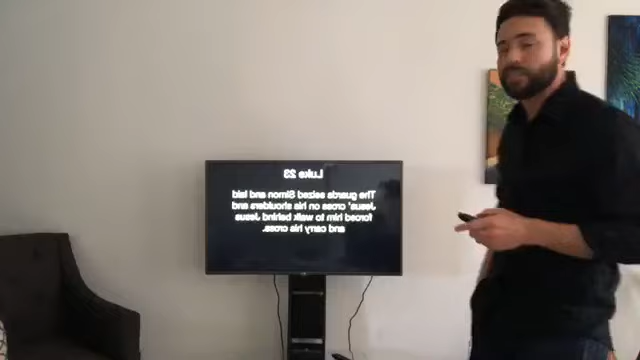 Luke 23
The guards seized Simon and laid
Jesus' cross on his shoulders and
forced him to walk behind Jesus
and carry his cross.